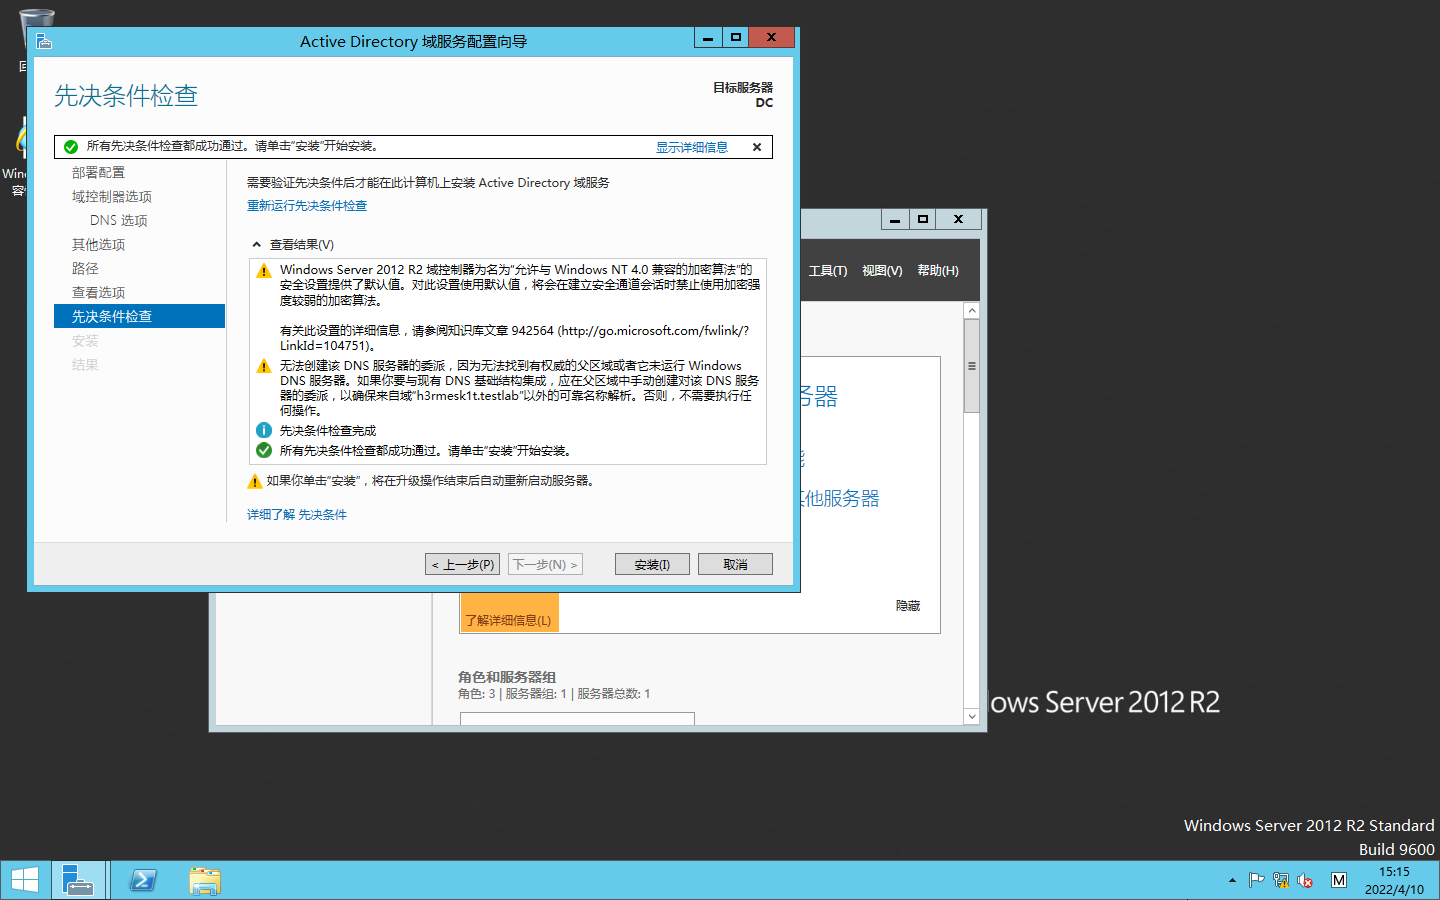 Active Directory 域服务配置向导
先决条件检查
目标服务器
DC
所有先决条件检查都成功通过。请单击"安装"开始安装。
显示详细信息
部署配置
域控制器选项
DNS 选项
其他选项
路径
查看选项
先决条件检查
安装
结果
需要验证先决条件后才能在此计算机上安装 Active Directory 域服务
重新运行先决条件检查
查看结果(V)
Windows Server 2012 R2 域控制器为名为"允许与 Windows NT 4.0 兼容的加密算法"的
安全设置提供了默认值。对此设置使用默认值，将会在建立安全通道会话时禁止使用加密强
度较弱的加密算法。
有关此设置的详细信息，请参阅知识库文章 942564 (http://go.microsoft.com/fwlink/?
LinkId=104751)。
无法创建该 DNS 服务器的委派，因为无法找到有权威的父区域或者它未运行 Windows
DNS 服务器。如果你要与现有 DNS 基础结构集成，应在父区域中手动创建对该 DNS 服务
器的委派，以确保来自域"h3rmesk1t.testlab"以外的可靠名称解析。否则，不需要执行任
何操作。
先决条件检查完成
所有先决条件检查都成功通过。请单击"安装"开始安装。
如果你单击"安装"，将在升级操作结束后自动重新启动服务器。
详细了解 先决条件
< 上一步(P)
下一步(N) >
安装(I)
取消
工具(T) 视图(V) 帮助(H)
务器
能
其他服务器
隐藏
了解详细信息(L)
角色和服务器组
角色: 3 | 服务器组: 1 | 服务器总数: 1
回
Wind
容
dows Server 2012 R2
Windows Server 2012 R2 Standard
Build 9600
M
15:15
2022/4/10